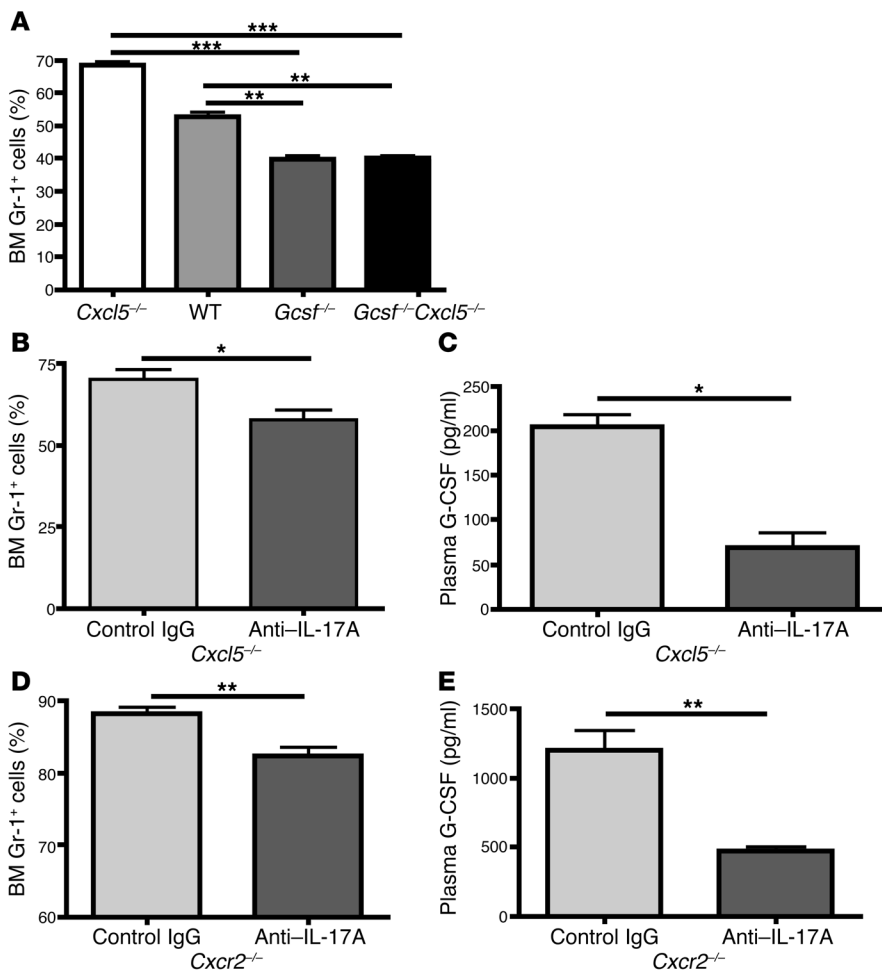 A
***
***
**
**
BM Gr-1⁺ cells (%)
70
60
50
40
30
20
10
0
Cxcl5⁻/⁻ WT Gcsf⁻/⁻ Gcsf⁻/⁻Cxcl5⁻/⁻
B
*
BM Gr-1⁺ cells (%)
75
50
25
0
Control IgG Anti–IL-17A
Cxcl5⁻/⁻
C
*
Plasma G-CSF (pg/ml)
250
200
150
100
50
0
Control IgG Anti–IL-17A
Cxcl5⁻/⁻
D
**
BM Gr-1⁺ cells (%)
90
80
70
60
Control IgG Anti–IL-17A
Cxcr2⁻/⁻
E
**
Plasma G-CSF (pg/ml)
1500
1000
500
0
Control IgG Anti–IL-17A
Cxcr2⁻/⁻